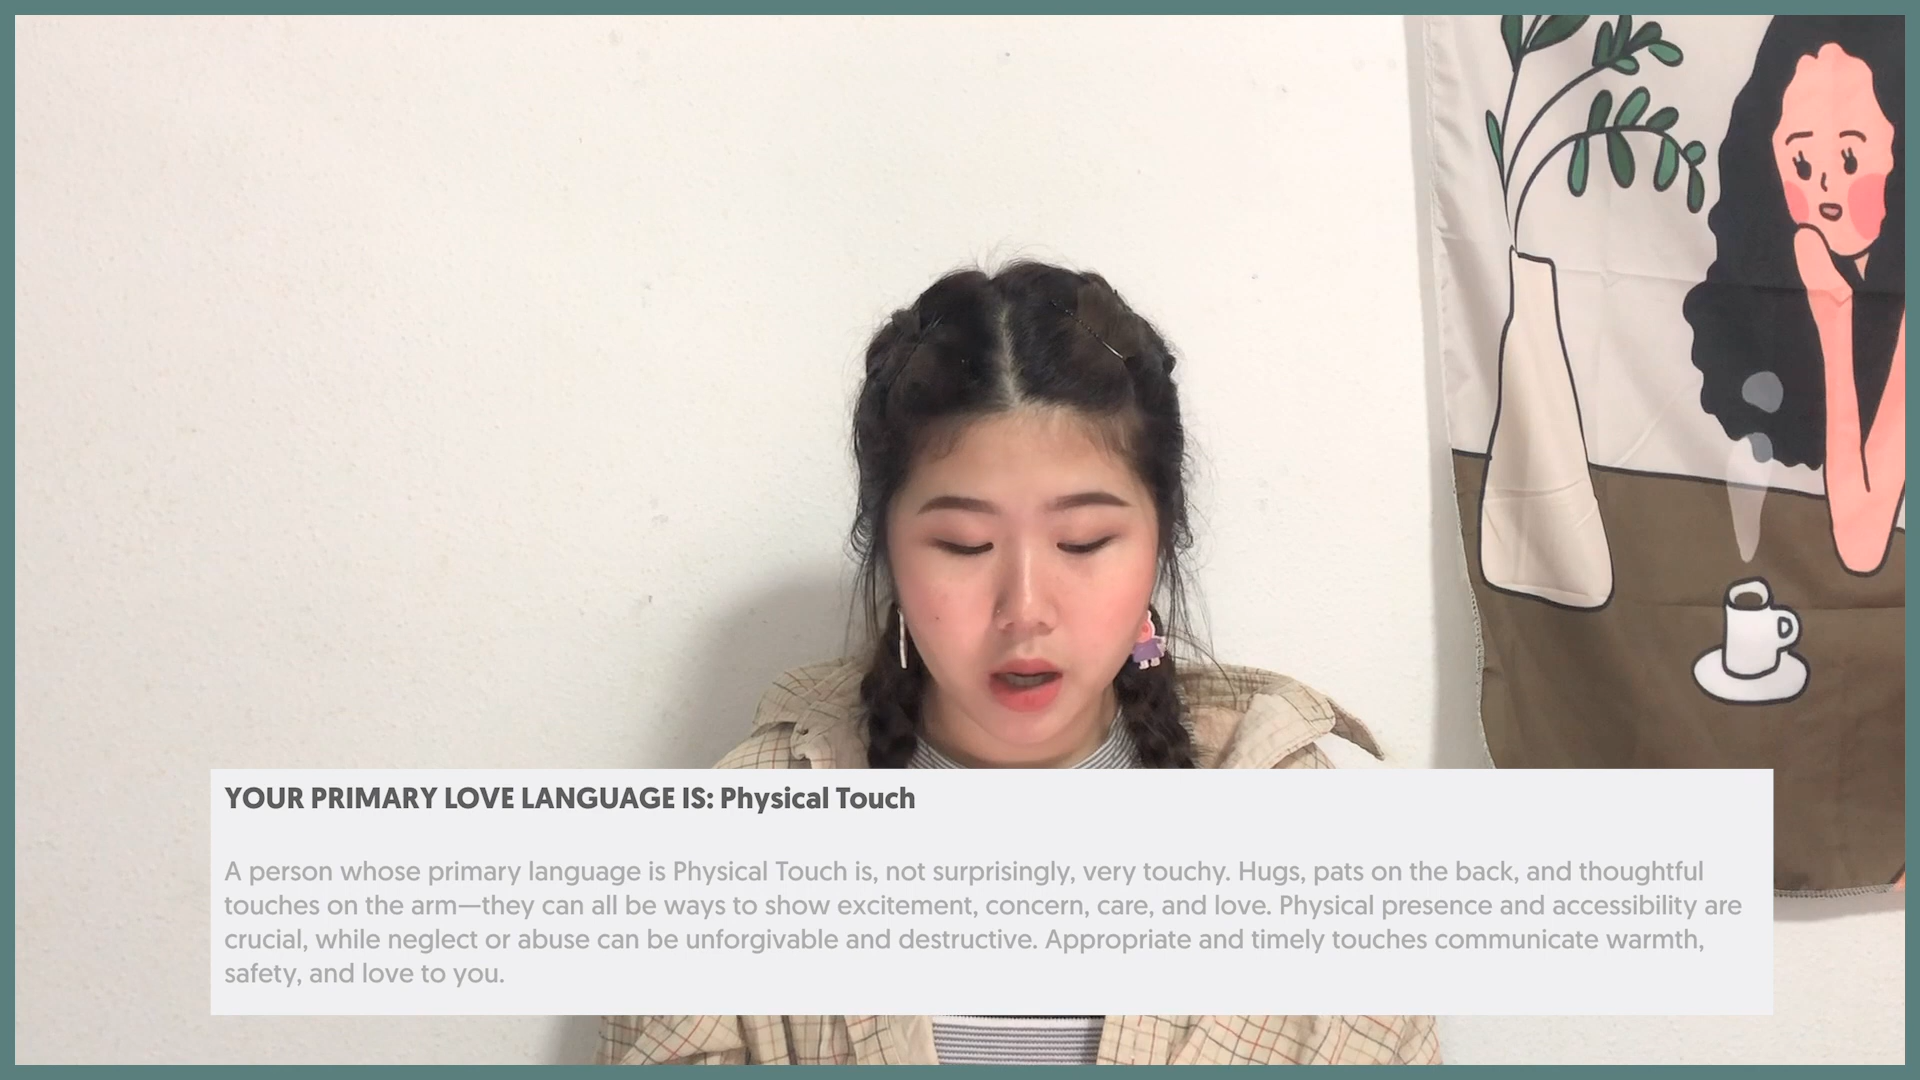 YOUR PRIMARY LOVE LANGUAGE IS: Physical Touch
A person whose primary language is Physical Touch is, not surprisingly, very touchy. Hugs, pats on the back, and thoughtful
touches on the arm—they can all be ways to show excitement, concern, care, and love. Physical presence and accessibility are
crucial, while neglect or abuse can be unforgivable and destructive. Appropriate and timely touches communicate warmth,
safety, and love to you.